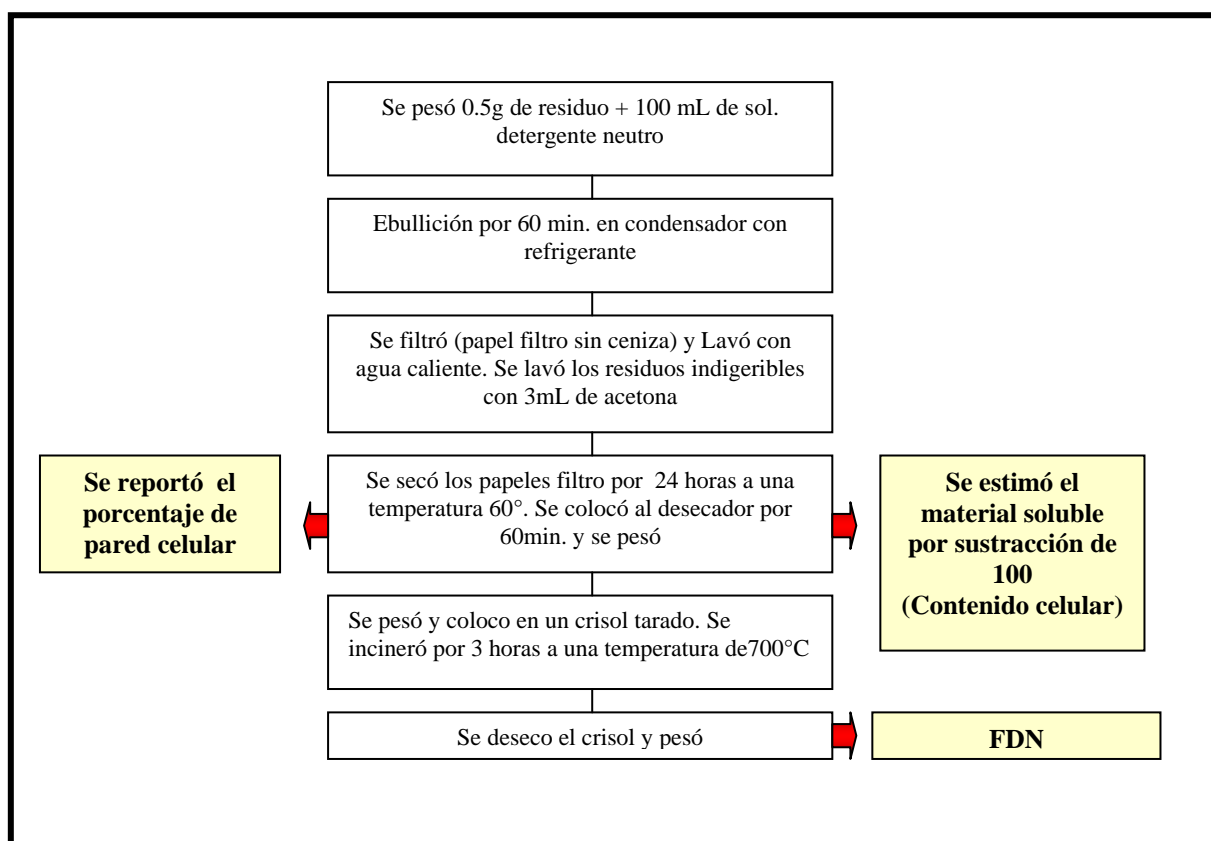 Se pesó 0.5g de residuo + 100 mL de sol.
detergente neutro
Ebullición por 60 min. en condensador con
refrigerante
Se filtró (papel filtro sin ceniza) y Lavó con
agua caliente. Se lavó los residuos indigeribles
con 3mL de acetona
Se reportó el
porcentaje de
pared celular
Se secó los papeles filtro por 24 horas a una
temperatura 60°. Se colocó al desecador por
60min. y se pesó
Se estimó el
material soluble
por sustracción de
100
(Contenido celular)
Se pesó y coloco en un crisol tarado. Se
incineró por 3 horas a una temperatura de700°C
Se deseco el crisol y pesó
FDN